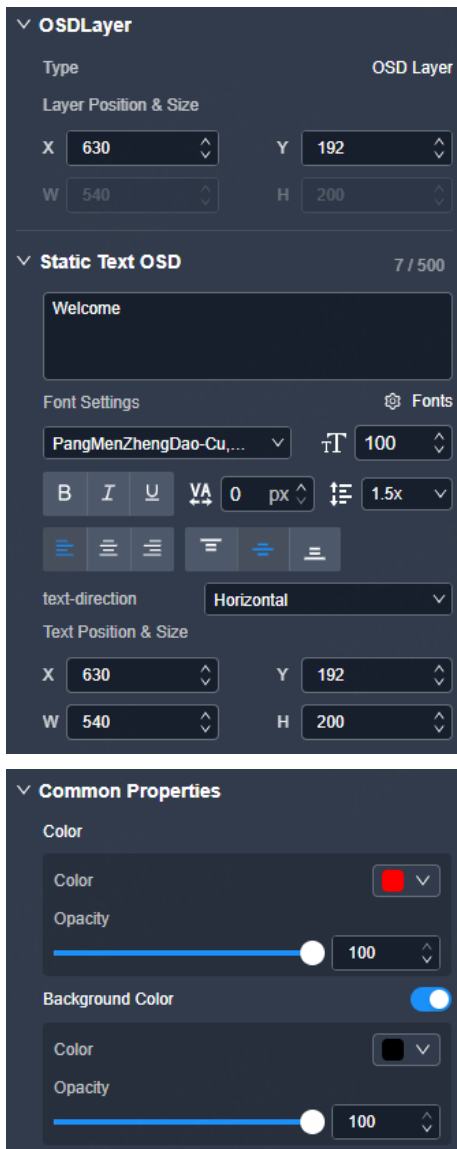 OSDLayer
Type OSD Layer
Layer Position & Size
X 630 Y 192
W 540 H 200
Static Text OSD 7 / 500
Welcome
Font Settings Fonts
PangMenZhengDao-Cu,... TT 100
B I U VA 0 px 1.5x
text-direction Horizontal
Text Position & Size
X 630 Y 192
W 540 H 200
Common Properties
Color
Color
Opacity
100
Background Color
Color
Opacity
100